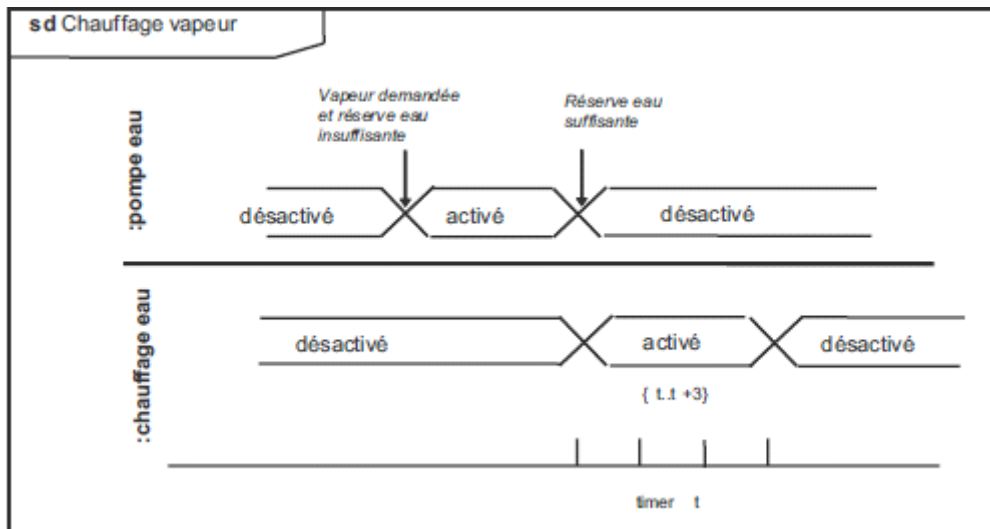 sd Chauffage vapeur
Vapeur demandée
et réserve eau
insuffisante
Réserve eau
suffisante
:pompe eau
désactivé
activé
désactivé
:chauffage eau
désactivé
activé
désactivé
{ t..t +3}
timer t